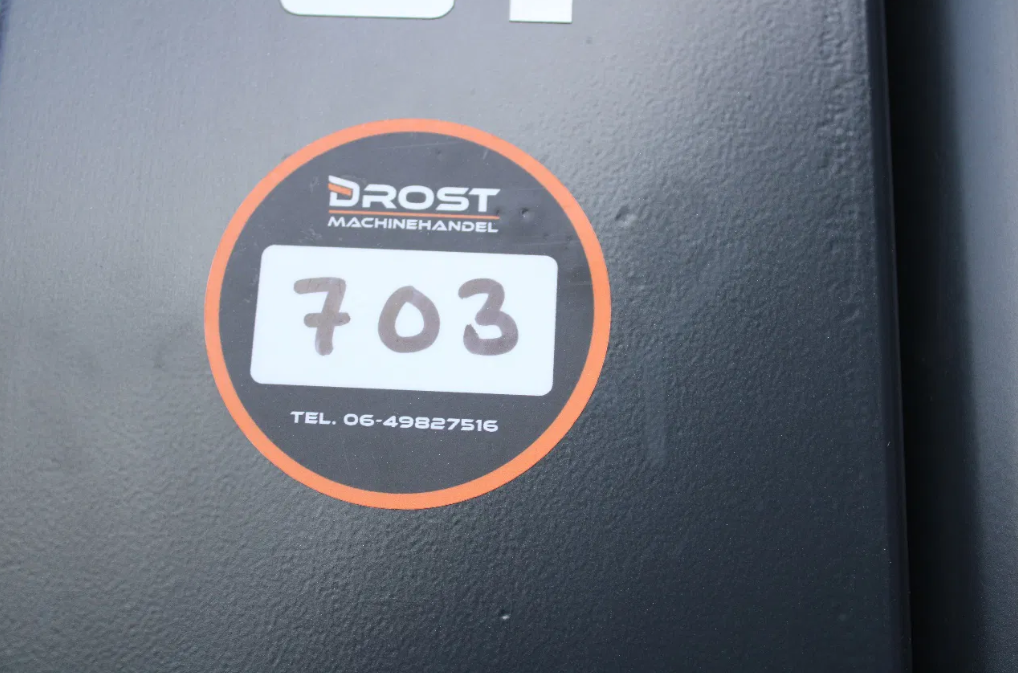 DROST
MACHINEHANDEL
703
TEL. 06-49827516